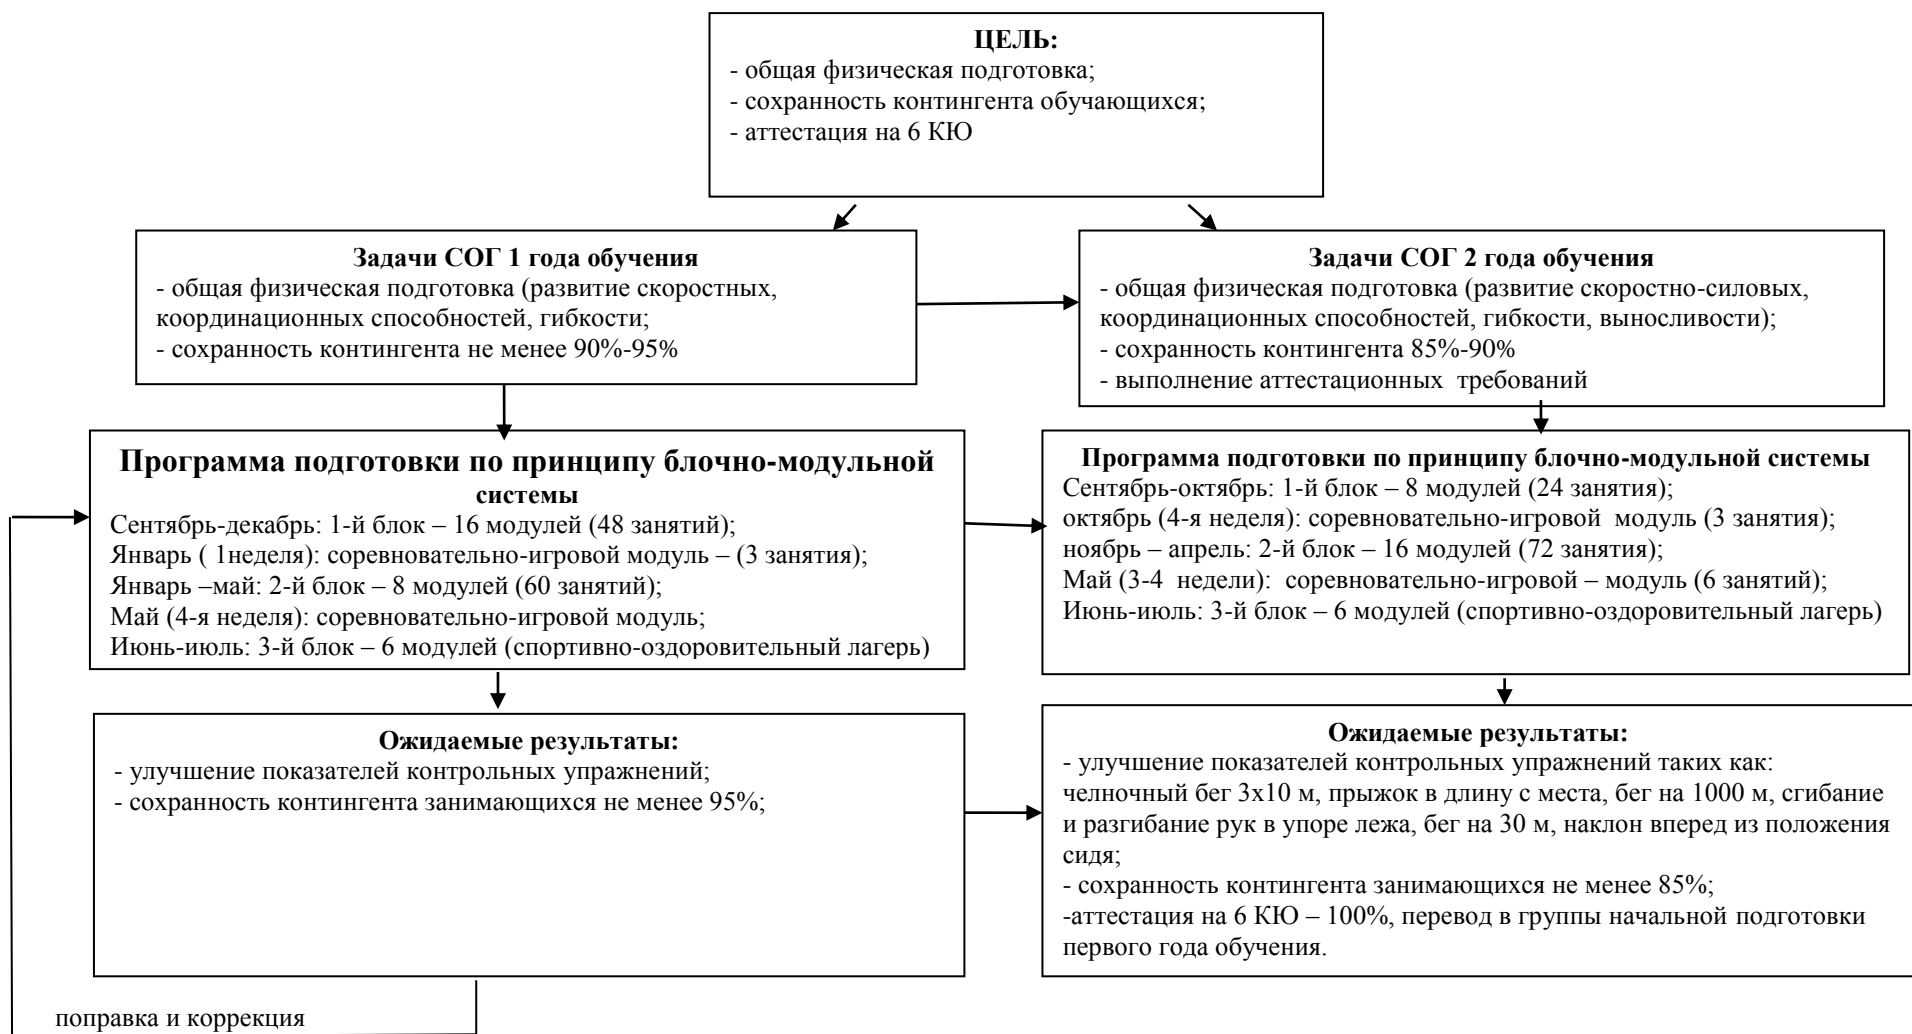 ЦЕЛЬ:
- общая физическая подготовка;
- сохранность контингента обучающихся;
- аттестация на 6 КЮ
Задачи СОГ 1 года обучения
- общая физическая подготовка (развитие скоростных,
координационных способностей, гибкости;
- сохранность контингента не менее 90%-95%
Задачи СОГ 2 года обучения
- общая физическая подготовка (развитие скоростно-силовых,
координационных способностей, гибкости, выносливости);
- сохранность контингента 85%-90%
- выполнение аттестационных  требований
Программа подготовки по принципу блочно-модульной
системы
Сентябрь-декабрь: 1-й блок – 16 модулей (48 занятий);
Январь ( 1неделя): соревновательно-игровой модуль – (3 занятия);
Январь –май: 2-й блок – 8 модулей (60 занятий);
Май (4-я неделя): соревновательно-игровой модуль;
Июнь-июль: 3-й блок – 6 модулей (спортивно-оздоровительный лагерь)
Программа подготовки по принципу блочно-модульной системы
Сентябрь-октябрь: 1-й блок – 8 модулей (24 занятия);
октябрь (4-я неделя): соревновательно-игровой  модуль (3 занятия);
ноябрь – апрель: 2-й блок – 16 модулей (72 занятия);
Май (3-4  недели):  соревновательно-игровой – модуль (6 занятий);
Июнь-июль: 3-й блок – 6 модулей (спортивно-оздоровительный лагерь)
Ожидаемые результаты:
- улучшение показателей контрольных упражнений;
- сохранность контингента занимающихся не менее 95%;
Ожидаемые результаты:
- улучшение показателей контрольных упражнений таких как:
челночный бег 3х10 м, прыжок в длину с места, бег на 1000 м, сгибание
и разгибание рук в упоре лежа, бег на 30 м, наклон вперед из положения
сидя;
- сохранность контингента занимающихся не менее 85%;
-аттестация на 6 КЮ – 100%, перевод в группы начальной подготовки
первого года обучения.
поправка и коррекция